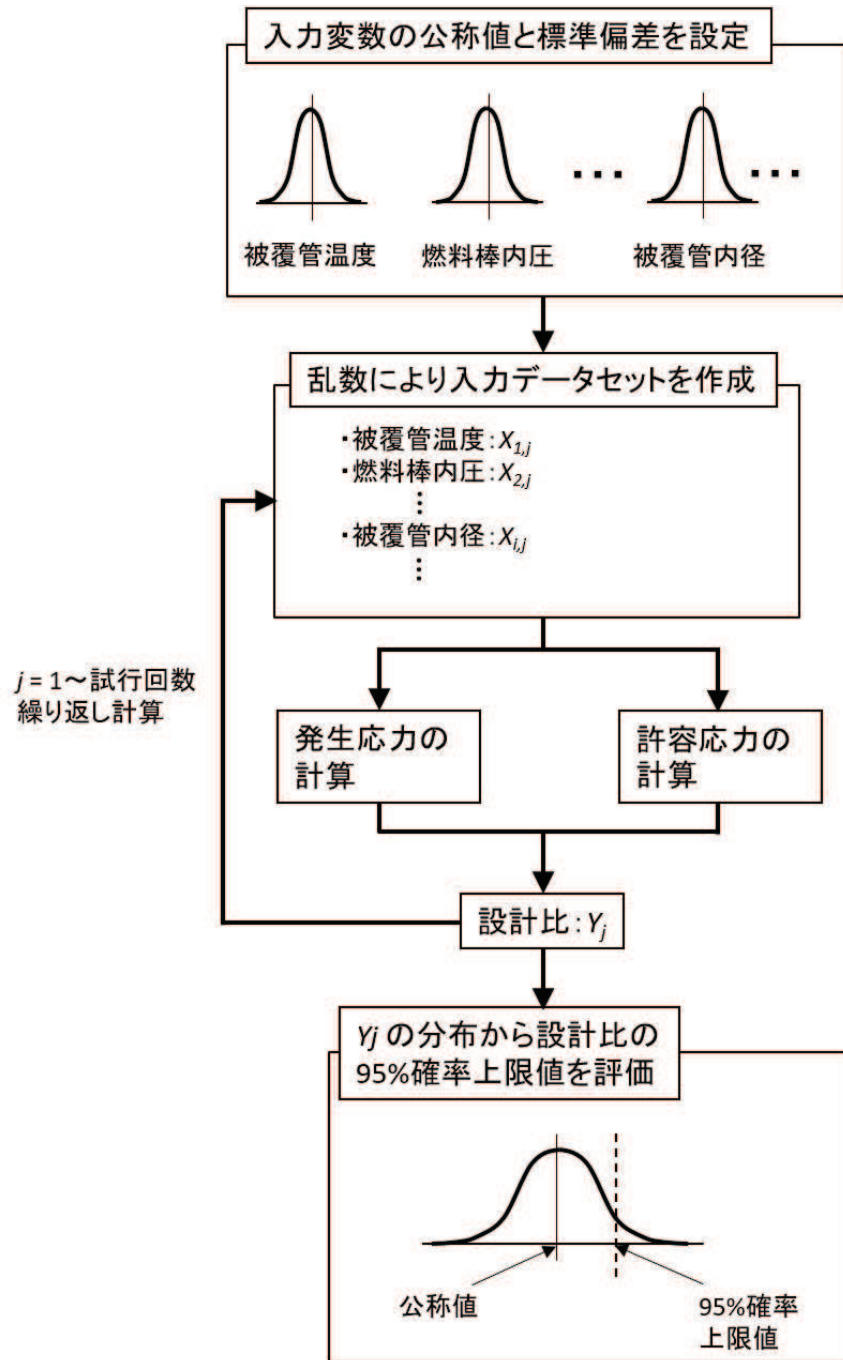 入力変数の公称値と標準偏差を設定
・・・ ・・・
被覆管温度 燃料棒内圧 被覆管内径
乱数により入力データセットを作成
・被覆管温度：X1,j
・燃料棒内圧：X2,j
⋮
・被覆管内径：Xi,j
⋮
j = 1～試行回数
繰り返し計算
発生応力の
計算
許容応力の
計算
設計比：Yj
Yj の分布から設計比の
95%確率上限値を評価
公称値
95%確率
上限値